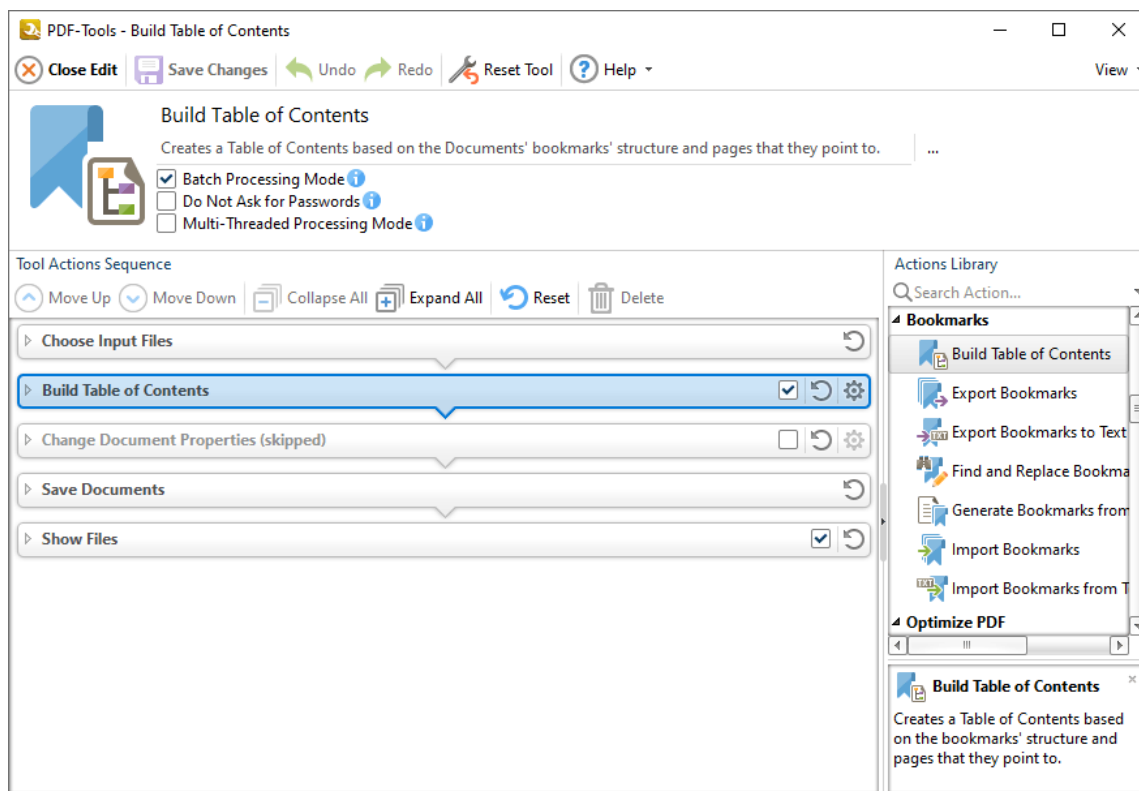 PDF-Tools - Build Table of Contents
Close Edit Save Changes Undo Redo Reset Tool Help View
Build Table of Contents
Creates a Table of Contents based on the Documents' bookmarks' structure and pages that they point to. ...
Batch Processing Mode
Do Not Ask for Passwords
Multi-Threaded Processing Mode
Tool Actions Sequence
Move Up Move Down Collapse All Expand All Reset Delete
Choose Input Files
Build Table of Contents
Change Document Properties (skipped)
Save Documents
Show Files
Actions Library
Search Action...
Bookmarks
Build Table of Contents
Export Bookmarks
Export Bookmarks to Text
Find and Replace Bookma
Generate Bookmarks from
Import Bookmarks
Import Bookmarks from T
Optimize PDF
Build Table of Contents
Creates a Table of Contents based
on the bookmarks' structure and
pages that they point to.